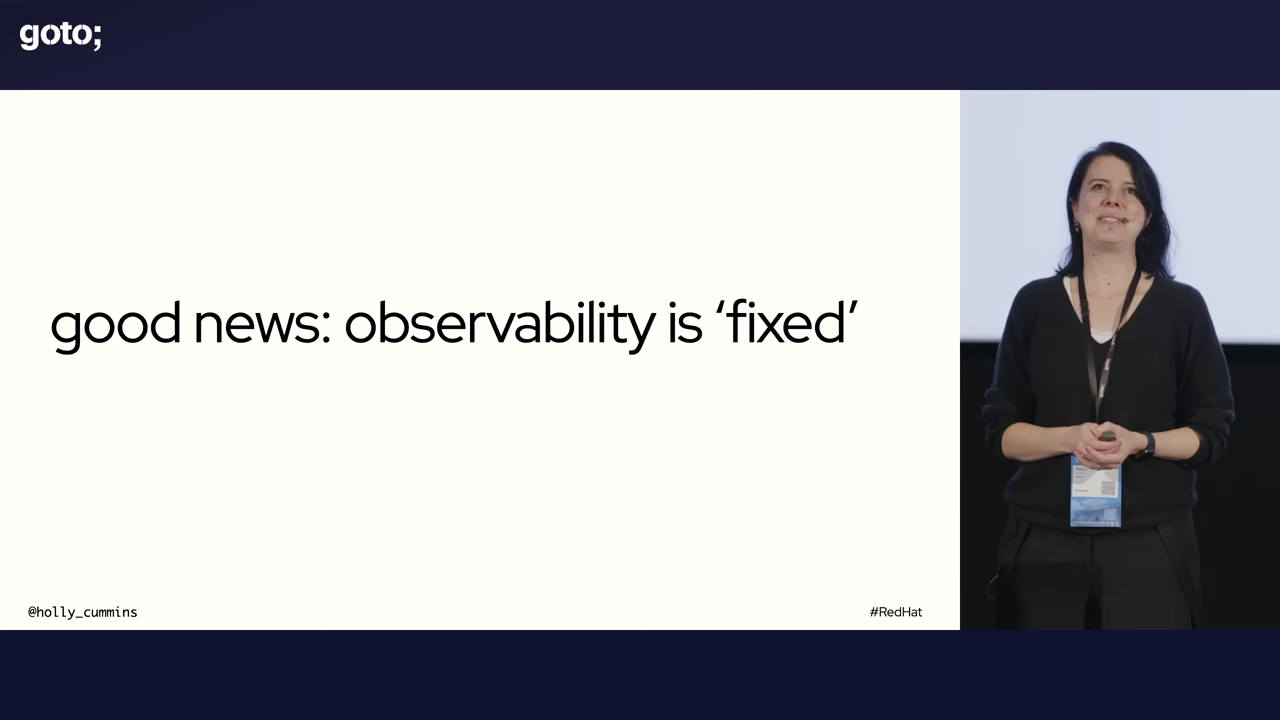 goto;
good news: observability is ‘fixed’
@holly_cummins
#RedHat